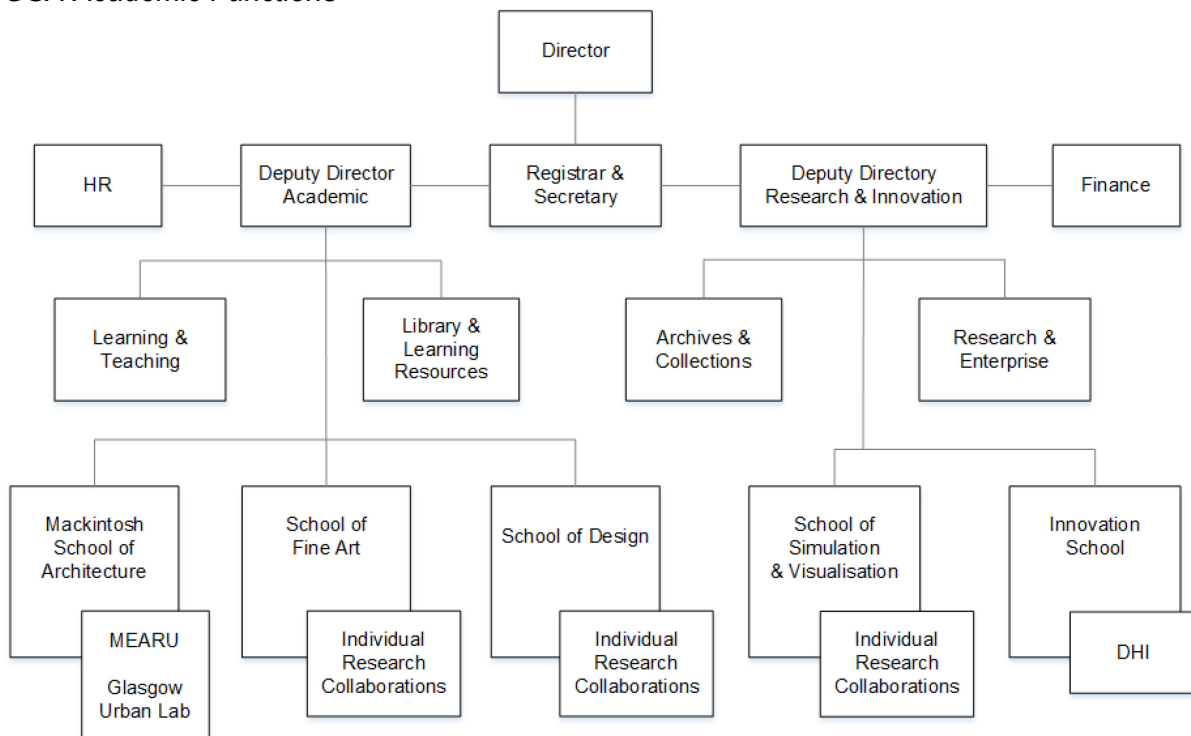 Academic Functions
Director
HR
Deputy Director
Academic
Registrar &
Secretary
Deputy Directory
Research & Innovation
Finance
Learning &
Teaching
Library &
Learning
Resources
Archives &
Collections
Research &
Enterprise
Mackintosh
School of
Architecture
MEARU
Glasgow
Urban Lab
School of
Fine Art
Individual
Research
Collaborations
School of Design
Individual
Research
Collaborations
School of
Simulation
& Visualisation
Individual
Research
Collaborations
Innovation
School
DHI